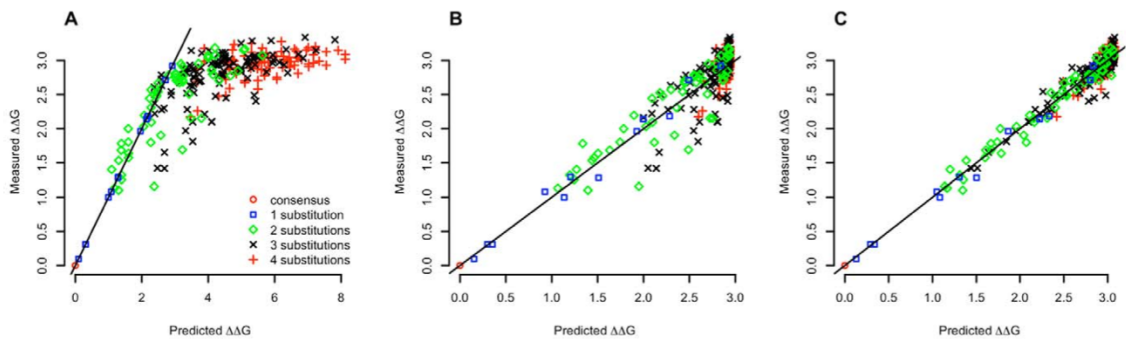 A
Measured ΔΔG
3.0
2.5
2.0
1.5
1.0
0.5
0.0
consensus
1 substitution
2 substitutions
3 substitutions
4 substitutions
0 2 4 6 8
Predicted ΔΔG
B
Measured ΔΔG
3.0
2.5
2.0
1.5
1.0
0.5
0.0
0.0 0.5 1.0 1.5 2.0 2.5 3.0
Predicted ΔΔG
C
Measured ΔΔG
3.0
2.5
2.0
1.5
1.0
0.5
0.0
0.0 0.5 1.0 1.5 2.0 2.5 3.0
Predicted ΔΔG